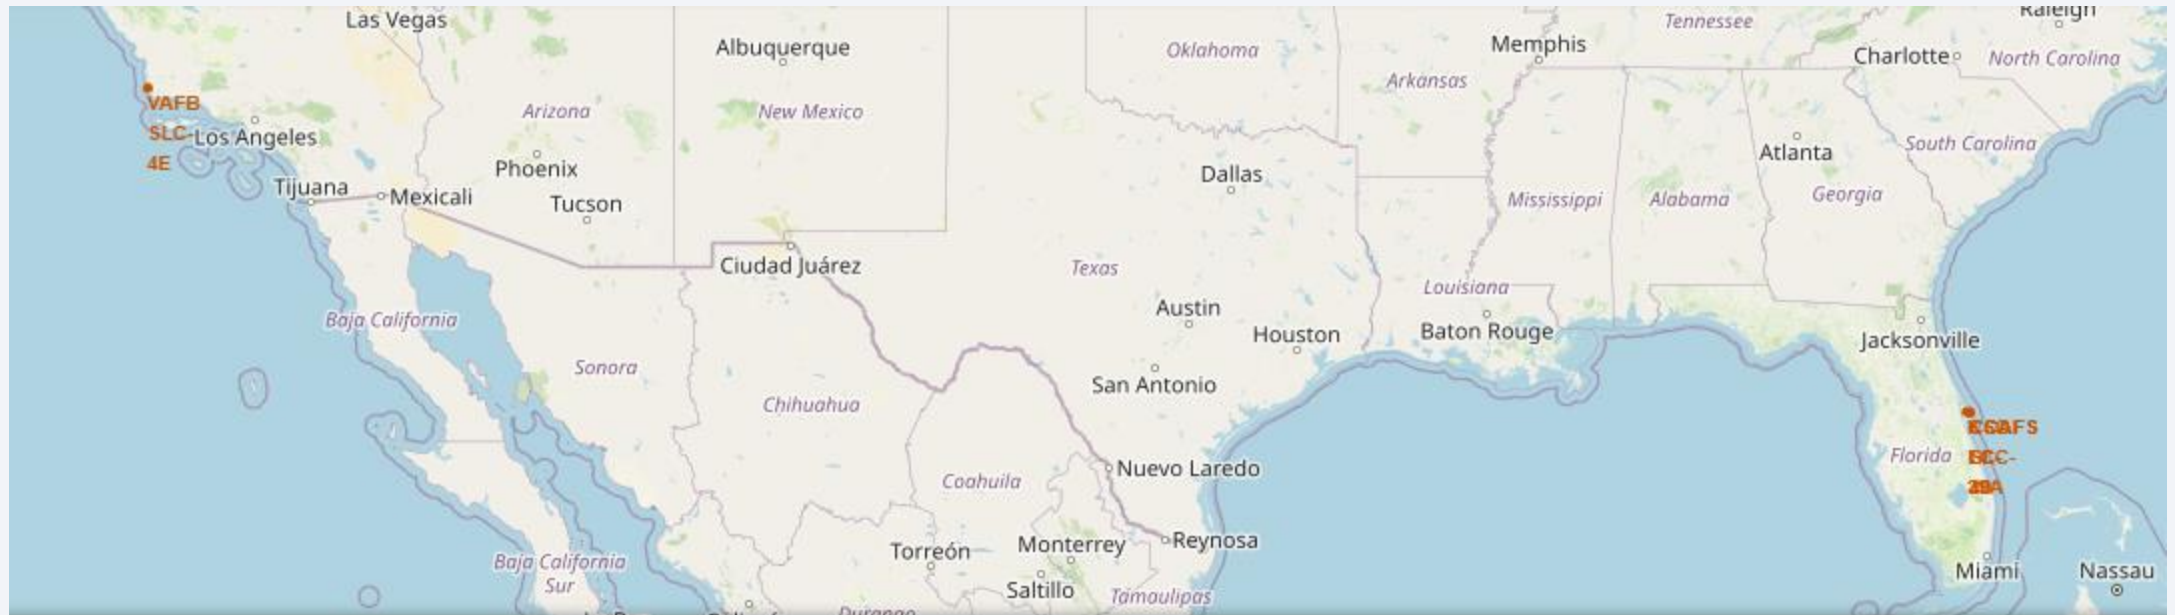 Las Vegas
Albuquerque
Oklahoma
Memphis
Tennessee
Raleigh
Charlotte
North Carolina
VAFB
SLC-
4E
Los Angeles
Arizona
New Mexico
Arkansas
Phoenix
Dallas
Atlanta
South Carolina
Tijuana
Mexicali
Tucson
Mississippi
Alabama
Georgia
Ciudad Juárez
Texas
Louisiana
Baja California
Austin
Houston
Baton Rouge
Jacksonville
Sonora
San Antonio
Chihuahua
Florida
Coahuila
Nuevo Laredo
Torreón
Monterrey
Reynosa
Baja California
Sur
Saltillo
Tamaulipas
Miami
Nassau
Durango